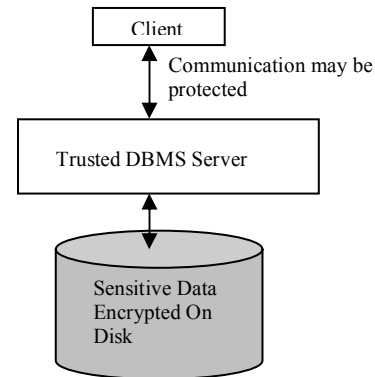 Client
Communication may be
protected
Trusted DBMS Server
Sensitive Data
Encrypted On
Disk